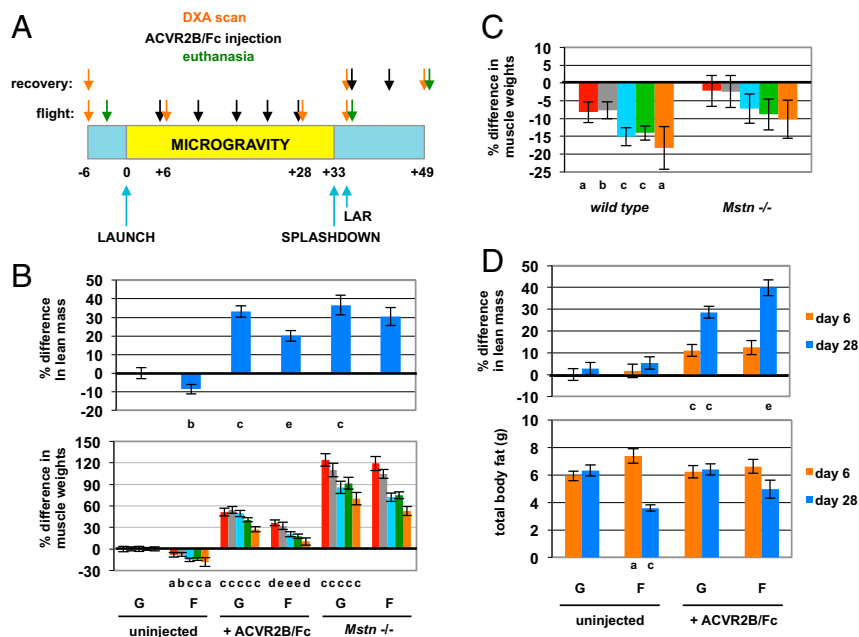 A
DXA scan
ACVR2B/Fc injection
euthanasia
recovery:
flight:
MICROGRAVITY
-6 0 +6 +28 +33 +49
LAR
LAUNCH SPLASHDOWN
B
% difference
In lean mass
50
40
30
20
10
0
-10
-20
b c e c
% difference in
muscle weights
150
120
90
60
30
0
-30
a b c c a c c c c c d e e e d c c c c c
G F G F G F
uninjected + ACVR2B/Fc Mstn -/-
C
% difference in
muscle weights
10
5
0
-5
-10
-15
-20
-25
a b c c a
wild type Mstn -/-
D
% difference
in lean mass
50
40
30
20
10
0
-10
c c e
day 6
day 28
total body fat (g)
10
8
6
4
2
0
a c
day 6
day 28
G F G F
uninjected + ACVR2B/Fc